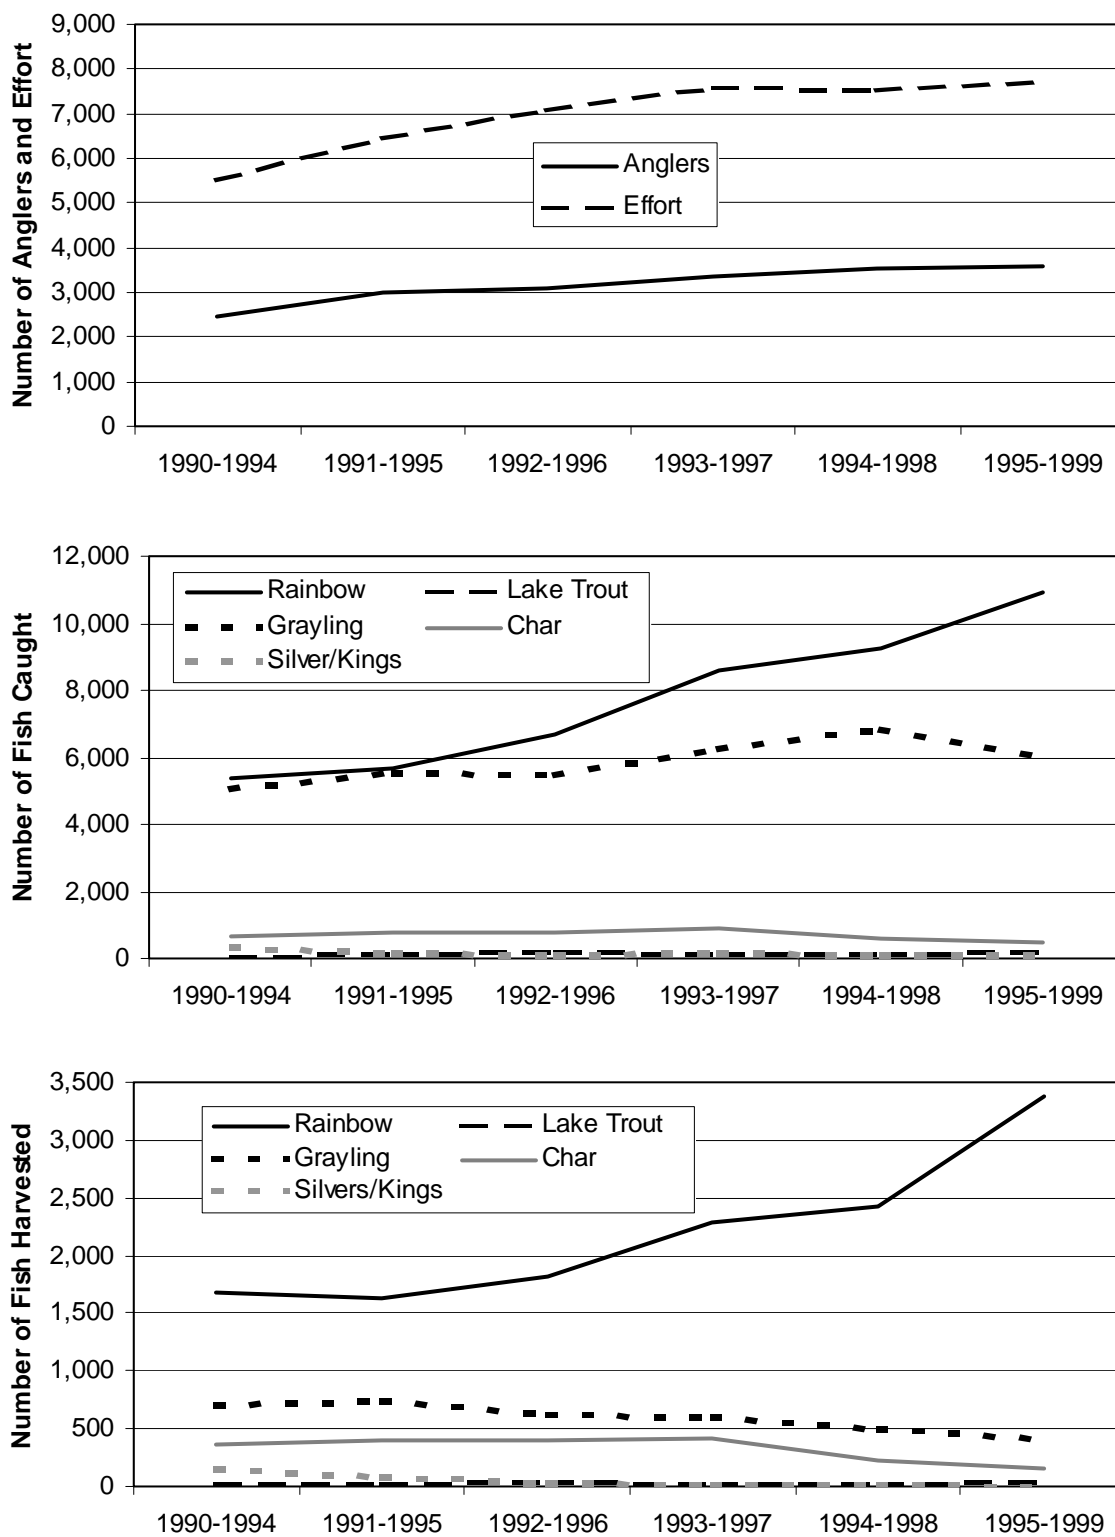 9,000
8,000
7,000
6,000
5,000
4,000
3,000
2,000
1,000
0
Number of Anglers and Effort
Anglers
Effort
1990-1994 1991-1995 1992-1996 1993-1997 1994-1998 1995-1999
12,000
10,000
8,000
6,000
4,000
2,000
0
Number of Fish Caught
Rainbow Lake Trout
Grayling Char
Silver/Kings
1990-1994 1991-1995 1992-1996 1993-1997 1994-1998 1995-1999
3,500
3,000
2,500
2,000
1,500
1,000
500
0
Number of Fish Harvested
Rainbow Lake Trout
Grayling Char
Silvers/Kings
1990-1994 1991-1995 1992-1996 1993-1997 1994-1998 1995-1999